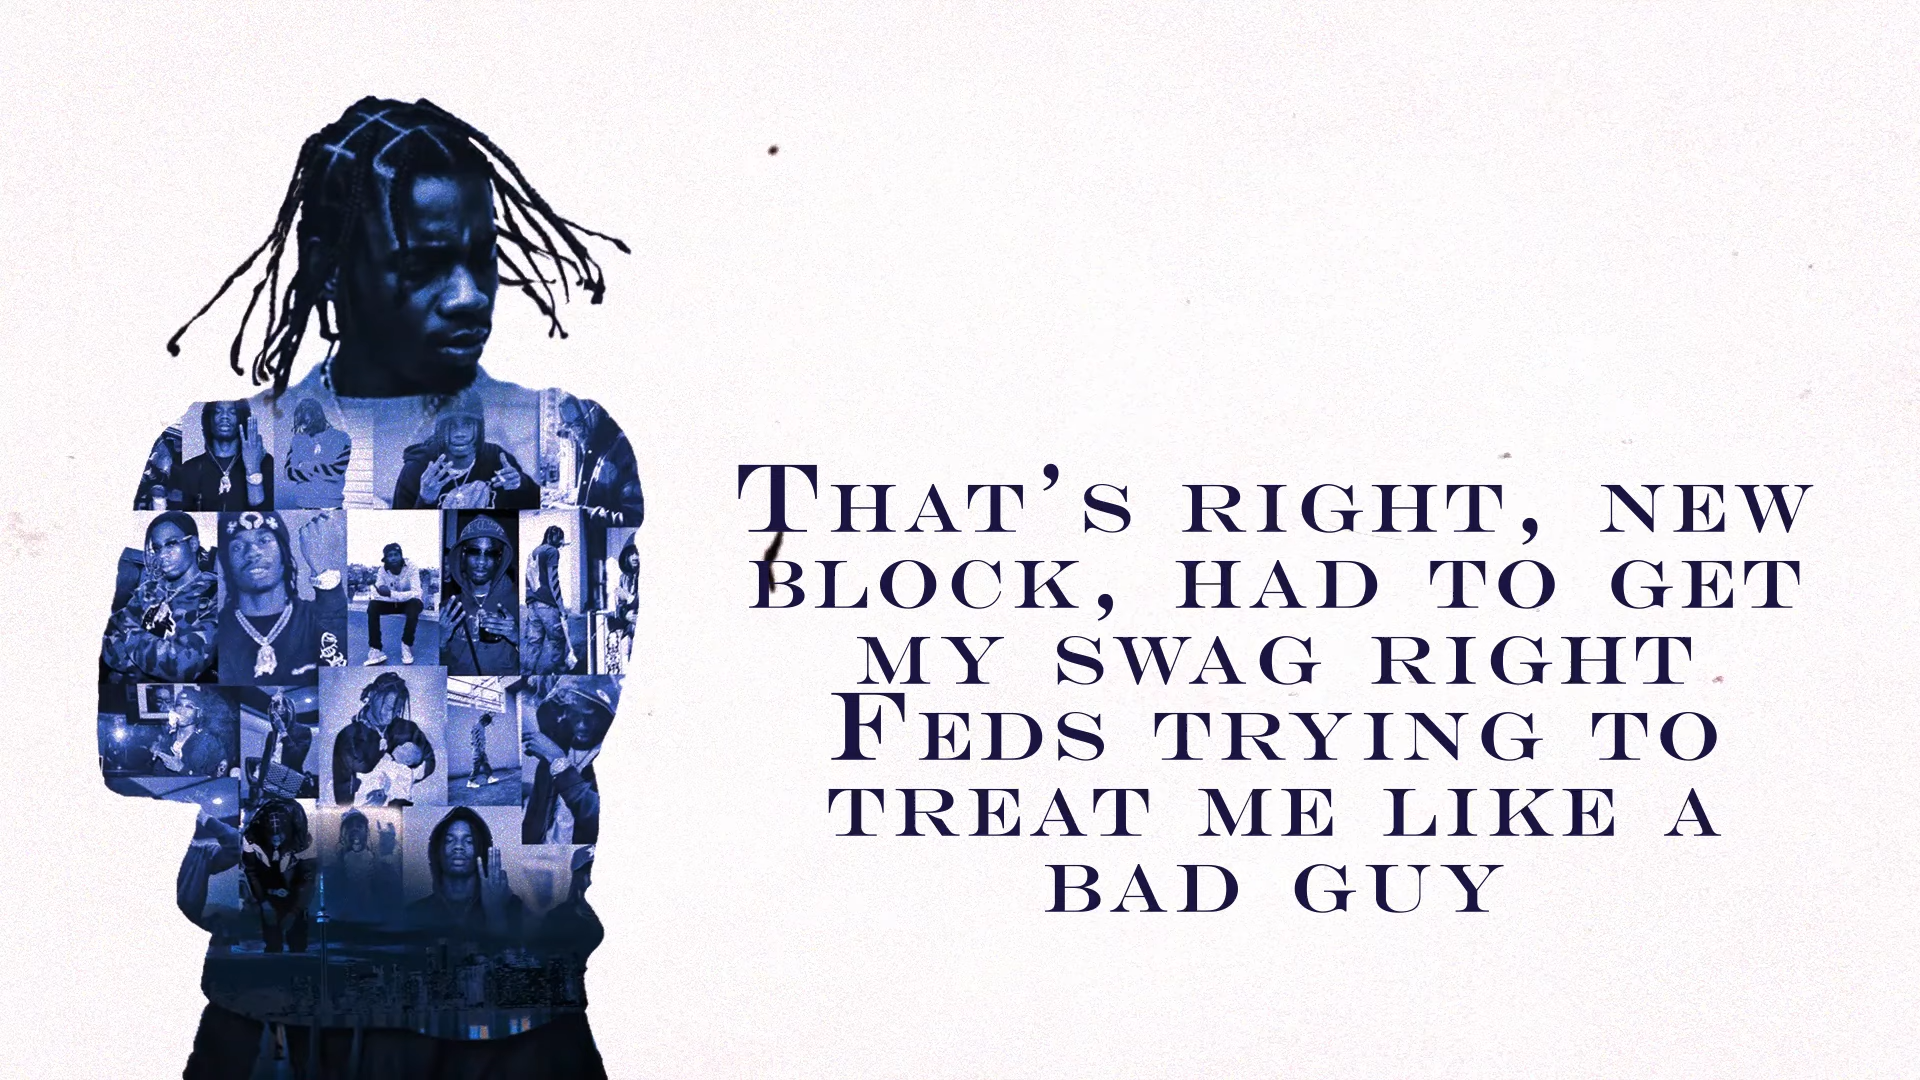 That’s right, new
block, had to get
my swag right
Feds trying to
treat me like a
bad guy